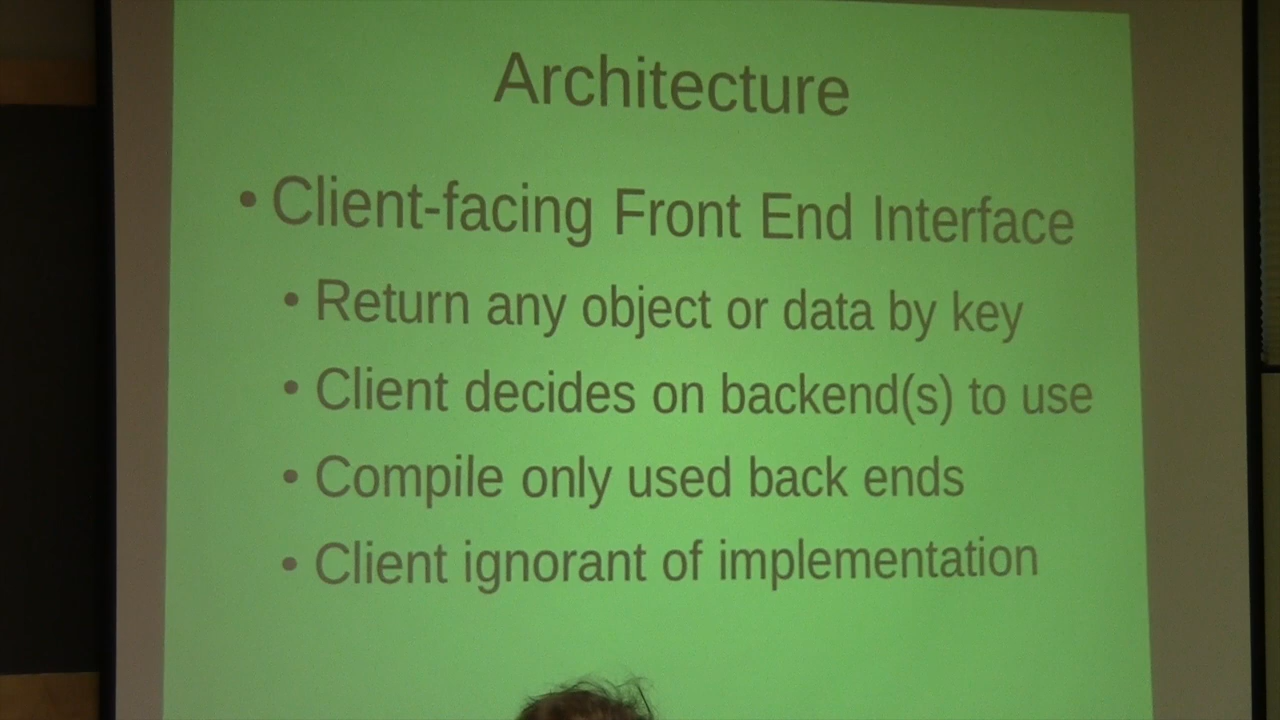 Architecture
• Client-facing Front End Interface
• Return any object or data by key
• Client decides on backend(s) to use
• Compile only used back ends
• Client ignorant of implementation